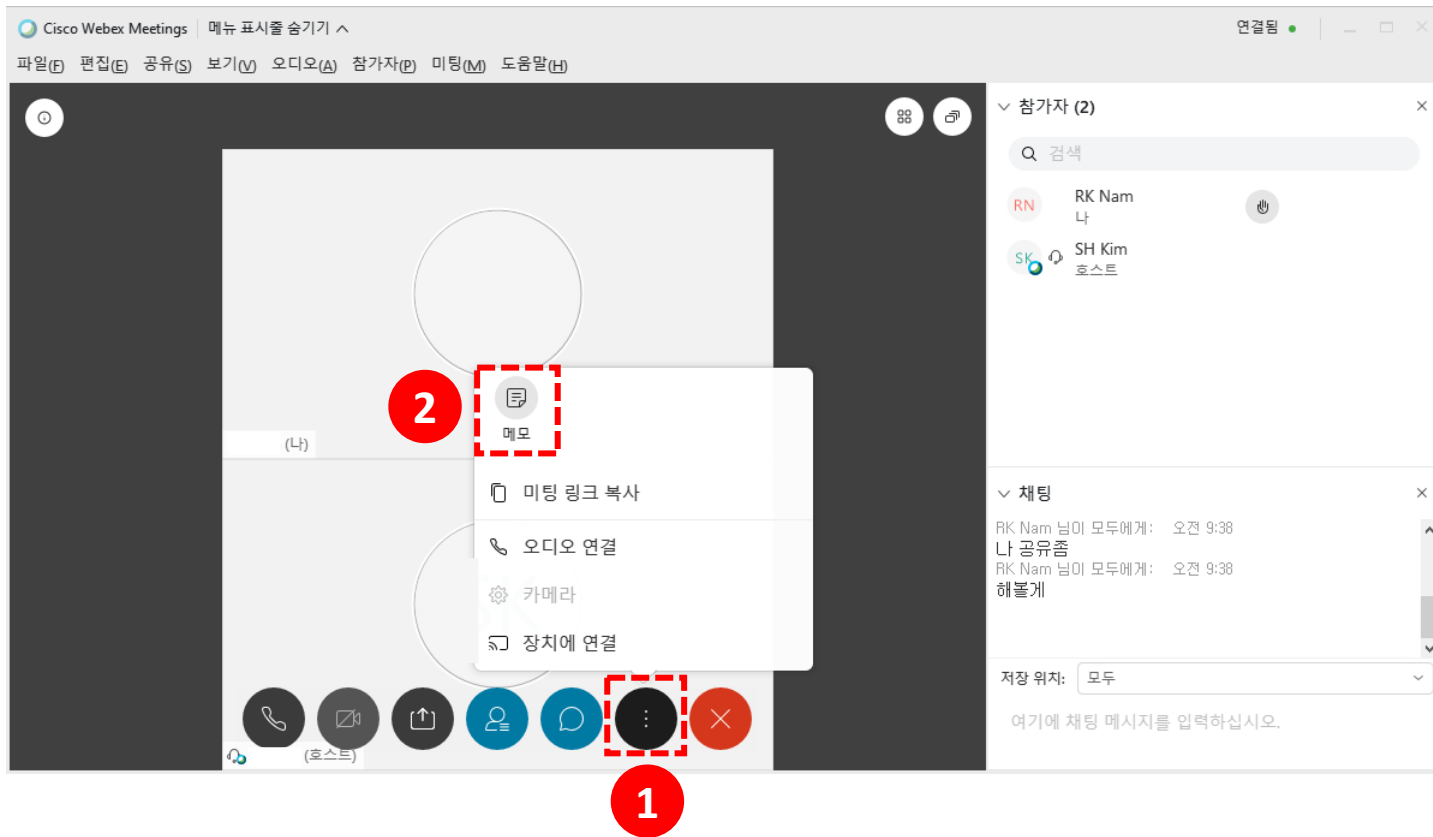 Cisco Webex Meetings 메뉴 표시줄 숨기기
연결됨
파일(F) 편집(E) 공유(S) 보기(V) 오디오(A) 참가자(P) 미팅(M) 도움말(H)
참가자 (2)
검색
RN RK Nam
나
SK SH Kim
호스트
2
메모
(나)
미팅 링크 복사
오디오 연결
카메라
장치에 연결
(호스트)
1
채팅
RK Nam 님이 모두에게: 오전 9:38
나 공유좀
RK Nam 님이 모두에게: 오전 9:38
해볼게
저장 위치: 모두
여기에 채팅 메시지를 입력하십시오.